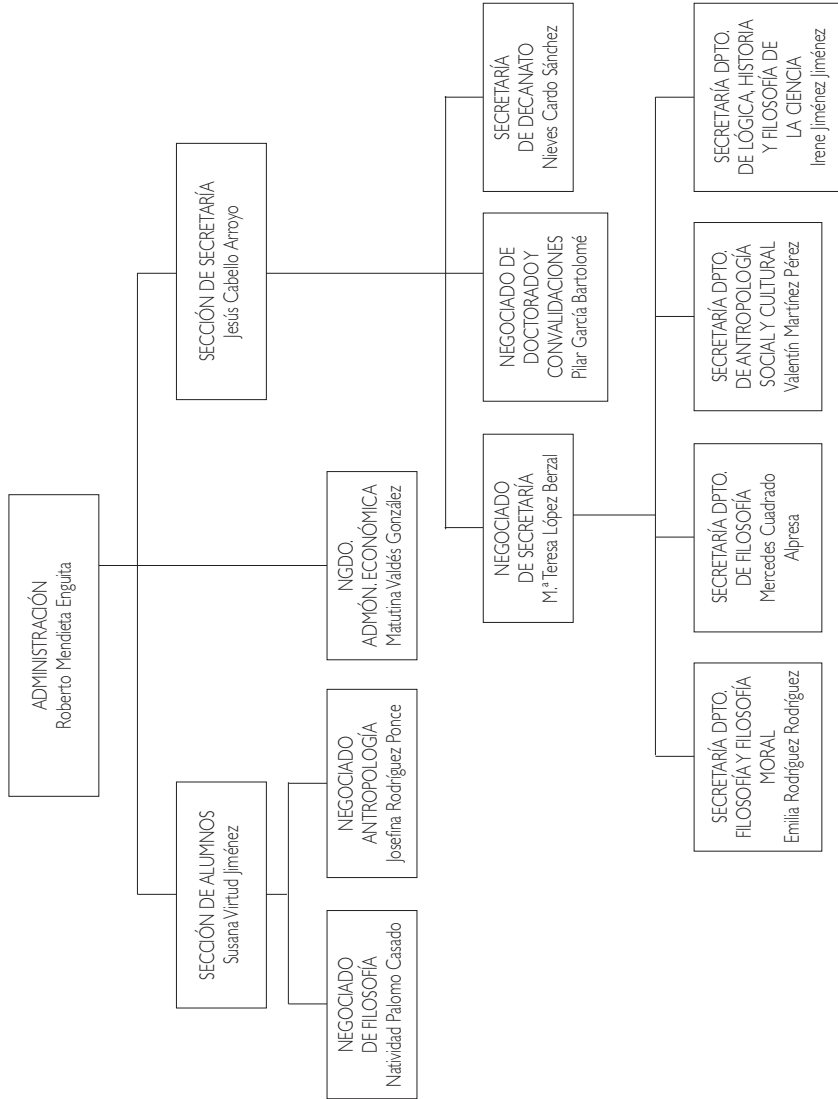 ADMINISTRACIÓN
Roberto Mendieta Enguita
SECCIÓN DE ALUMNOS
Susana Virtud Jiménez
SECCIÓN DE SECRETARÍA
Jesús Cabello Arroyo
NEGOCIADO
DE FILOSOFÍA
Natividad Palomo Casado
NEGOCIADO
ANTROPOLOGÍA
Josefina Rodríguez Ponce
NGDO.
ADMÓN. ECONÓMICA
Matutina Valdés González
NEGOCIADO
DE SECRETARÍA
M.ª Teresa López Berzal
NEGOCIADO DE
DOCTORADO Y
CONVALIDACIONES
Pilar García Bartolomé
SECRETARÍA
DE DECANATO
Nieves Cardo Sánchez
SECRETARÍA DPTO.
FILOSOFÍA Y FILOSOFÍA
MORAL
Emilia Rodríguez Rodríguez
SECRETARÍA DPTO.
DE FILOSOFÍA
Mercedes Cuadrado
Alpresa
SECRETARÍA DPTO.
DE ANTROPOLOGÍA
SOCIAL Y CULTURAL
Valentín Martínez Pérez
SECRETARÍA DPTO.
DE LÓGICA, HISTORIA
Y FILOSOFÍA DE
LA CIENCIA
Irene Jiménez Jiménez